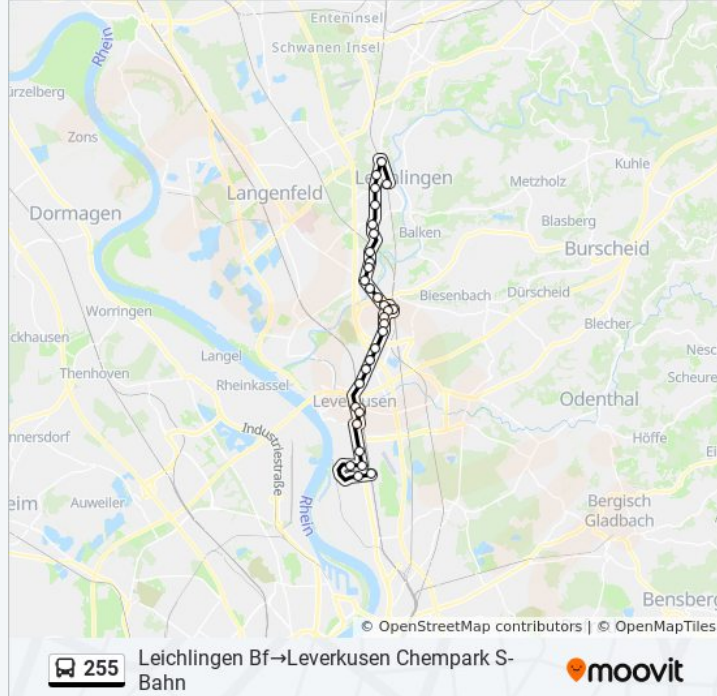 Enteninsel
Schwanen Insel
Rhein
ürzelberg
Zons
Kuhle
Leichlingen
Metzholz
Langenfeld
Dormagen
Blasberg
Balken
Burscheid
Biesenbach
Dürscheid
Worringen
Blecher
ckhausen
Langel
Nesc
Thenhoven
Scheure
Rheinkassel
Odenthal
Leverkusen
nnersdorf
Höffe
Industriestraße
Ei
eim
Auweiler
Rhein
Bergisch
Gladbach
Bensberg
© OpenStreetMap contributors | © OpenMapTiles
255
Leichlingen Bf→Leverkusen Chempark S-
Bahn
moovit